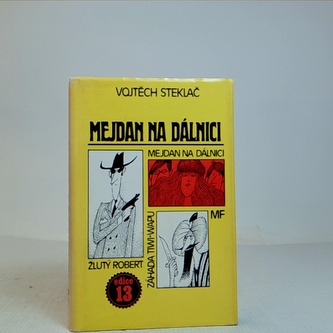 VOJTĚCH STEKLAČ
MEJDAN NA DÁLNICI
MEJDAN NA DÁLNICI
ŽLUTÝ ROBERT
ZÁHADA TIWI-WAPU
MF
edice
13